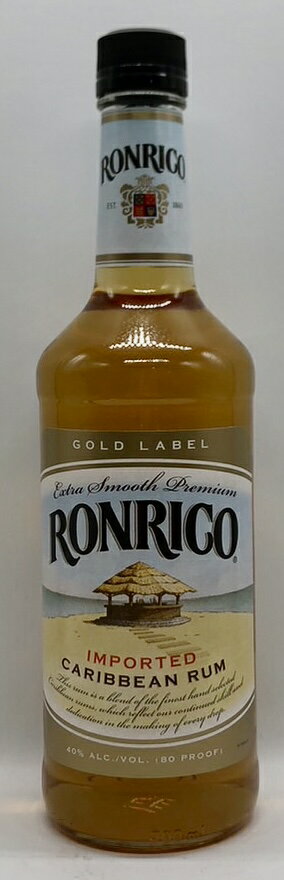 RONRICO
EST. 1860
GOLD LABEL
Extra Smooth Premium
RONRICO®
IMPORTED
CARIBBEAN RUM
This rum is a blend of the finest hand selected
Caribbean rums, which reflect our continued skill and
dedication in the making of every drop.
40% ALC./VOL. (80 PROOF)